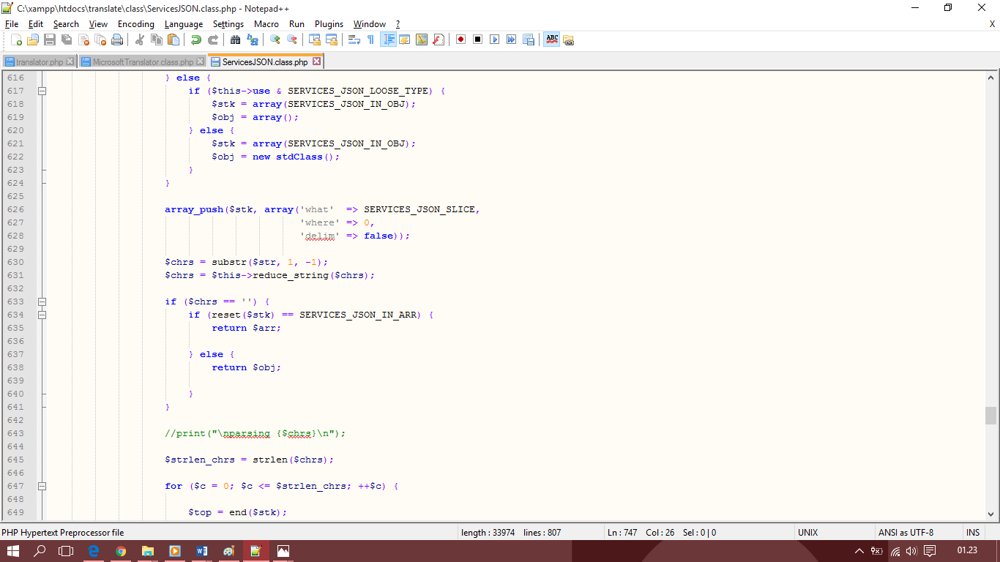 C:\xampp\htdocs\translate\class\ServicesJSON.class.php - Notepad++
File Edit Search View Encoding Language Settings Macro Run Plugins Window ? X
translator.php MicrosoftTranslator.class.php ServicesJSON.class.php
616 } else {
617 if ($this->use & SERVICES_JSON_LOOSE_TYPE) {
618 $stk = array(SERVICES_JSON_IN_OBJ);
619 $obj = array();
620 } else {
621 $stk = array(SERVICES_JSON_IN_OBJ);
622 $obj = new stdClass();
623 }
624 }
625
626 array_push($stk, array('what' => SERVICES_JSON_SLICE,
627 'where' => 0,
628 'delim' => false));
629
630 $chrs = substr($str, 1, -1);
631 $chrs = $this->reduce_string($chrs);
632
633 if ($chrs == '') {
634 if (reset($stk) == SERVICES_JSON_IN_ARR) {
635 return $arr;
636
637 } else {
638 return $obj;
639
640 }
641 }
642
643 //print("\nparsing {$chrs}\n");
644
645 $strlen_chrs = strlen($chrs);
646
647 for ($c = 0; $c <= $strlen_chrs; ++$c) {
648
649 $top = end($stk);
PHP Hypertext Preprocessor file length : 33974 lines : 807 Ln : 747 Col : 26 Sel : 0 | 0 UNIX ANSI as UTF-8 INS
01.23